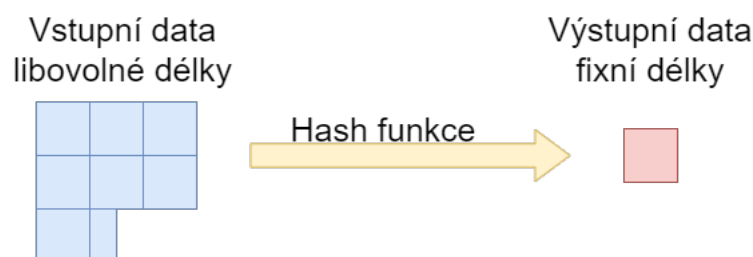 Vstupní data
libovolné délky
Hash funkce
Výstupní data
fixní délky